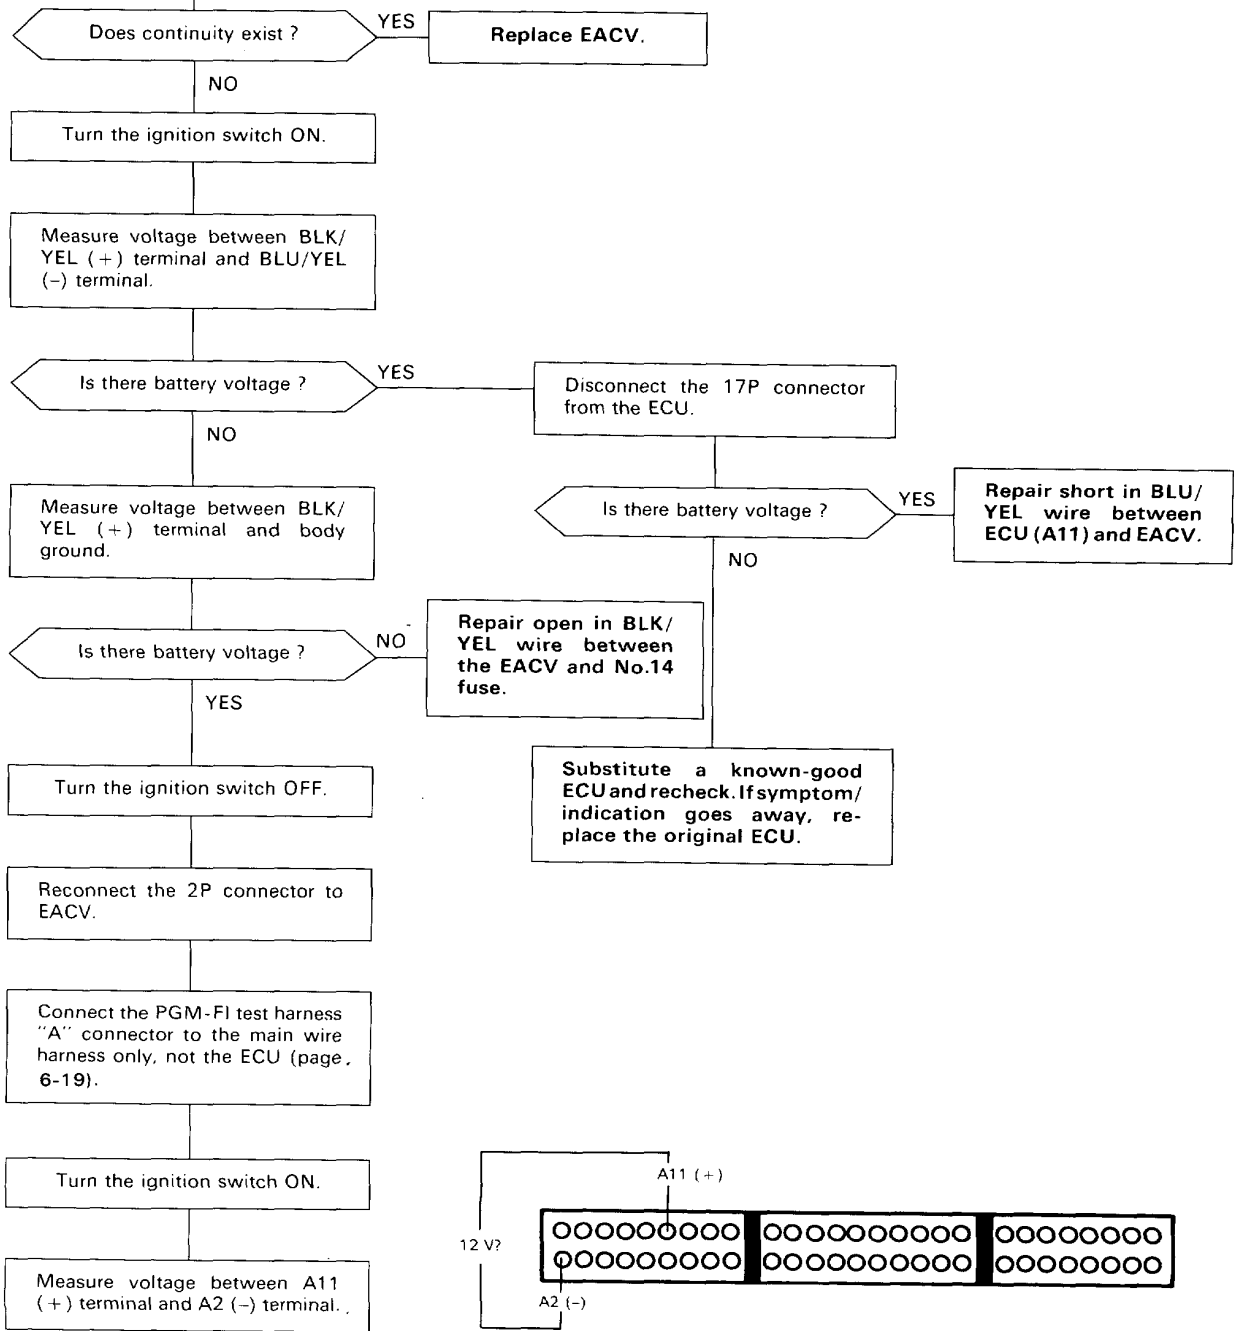 Does continuity exist ?
YES
Replace EACV.
NO
Turn the ignition switch ON.
Measure voltage between BLK/
YEL (+) terminal and BLU/YEL
(–) terminal.
Is there battery voltage ?
YES
Disconnect the 17P connector
from the ECU.
NO
Is there battery voltage ?
YES
Repair short in BLU/
YEL wire between
ECU (A11) and EACV.
NO
Measure voltage between BLK/
YEL (+) terminal and body
ground.
Is there battery voltage ?
NO
Repair open in BLK/
YEL wire between
the EACV and No.14
fuse.
YES
Substitute a known-good
ECU and recheck. If symptom/
indication goes away, re-
place the original ECU.
Turn the ignition switch OFF.
Reconnect the 2P connector to
EACV.
Connect the PGM-FI test harness
"A" connector to the main wire
harness only, not the ECU (page
6-19).
Turn the ignition switch ON.
Measure voltage between A11
(+) terminal and A2 (–) terminal.
A11 (+)
12 V?
A2 (–)